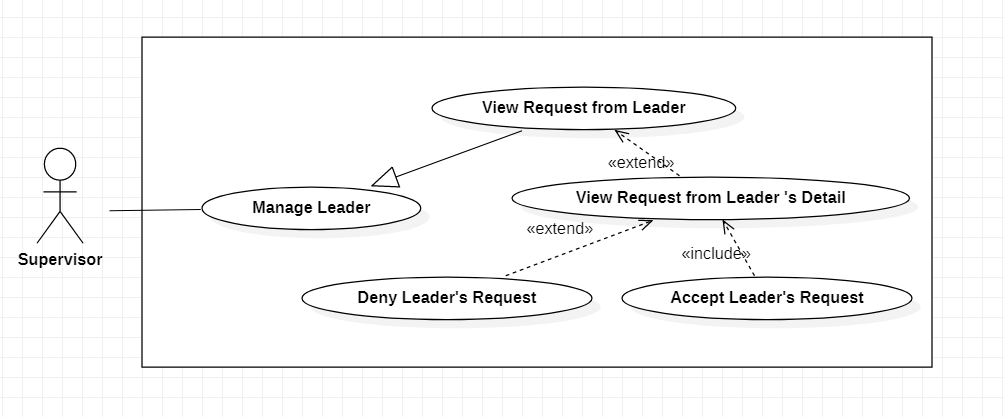 View Request from Leader
«extend»
View Request from Leader 's Detail
Manage Leader
«extend»
«include»
Supervisor
Deny Leader's Request
Accept Leader's Request